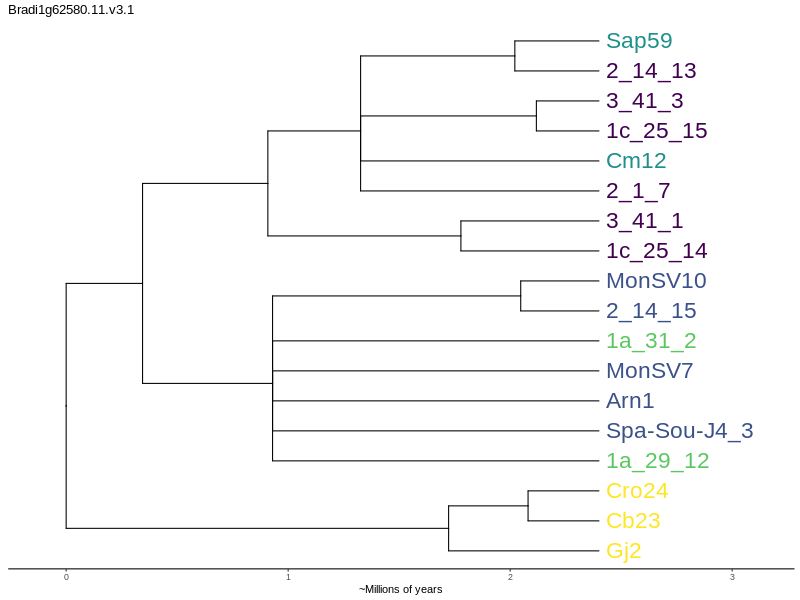 Bradi1g62580.11.v3.1
Sap59
2_14_13
3_41_3
1c_25_15
Cm12
2_1_7
3_41_1
1c_25_14
MonSV10
2_14_15
1a_31_2
MonSV7
Arn1
Spa-Sou-J4_3
1a_29_12
Cro24
Cb23
Gj2
0 1 2 3
~Millions of years